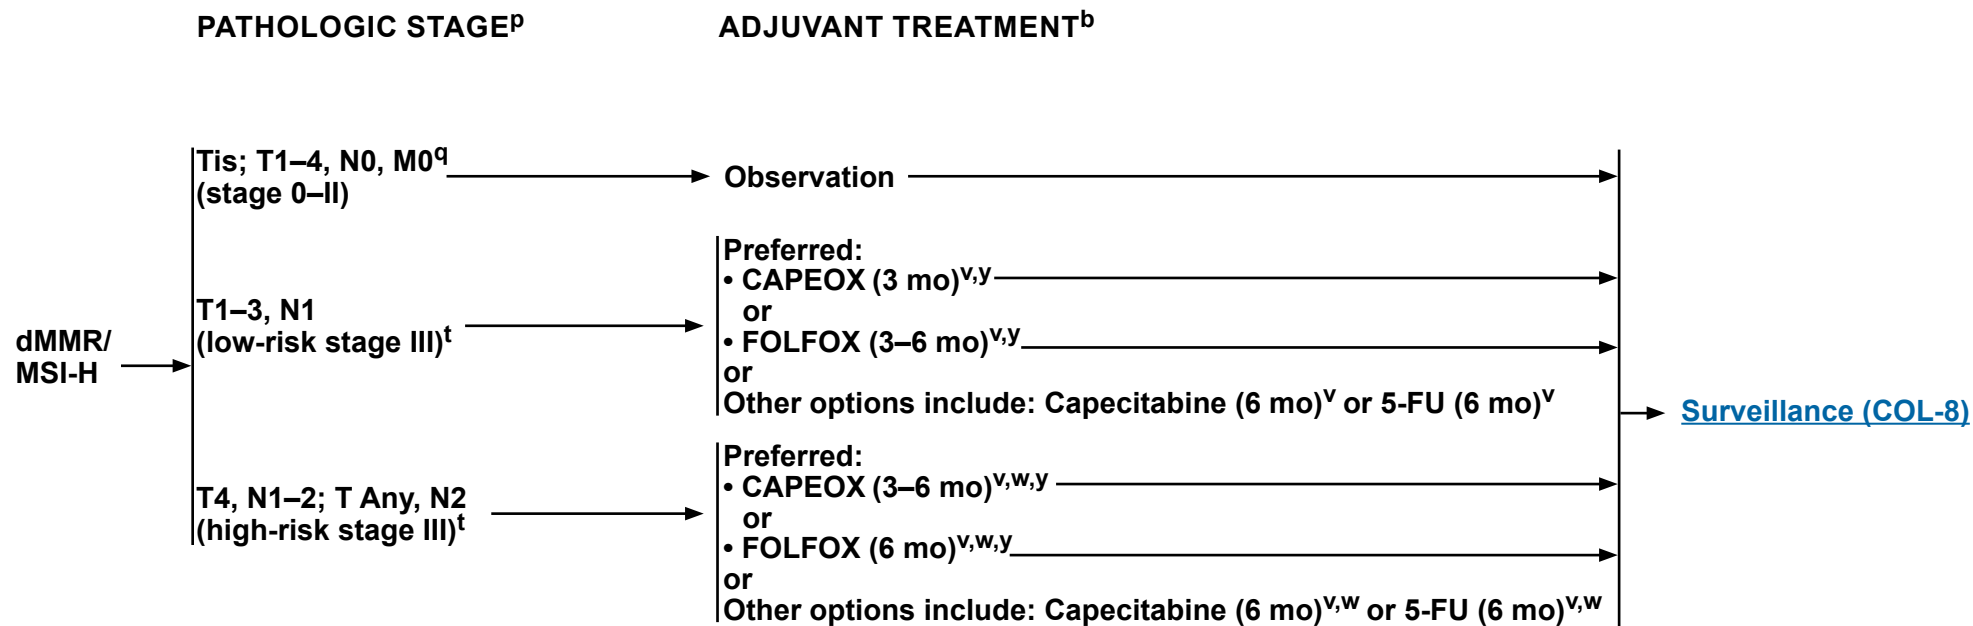 PATHOLOGIC STAGEᵖ
ADJUVANT TREATMENTᵇ
dMMR/
MSI-H
Tis; T1–4, N0, M0^q
(stage 0–II)
Observation
T1–3, N1
(low-risk stage III)ᵗ
Preferred:
• CAPEOX (3 mo)ᵛ,ʸ
or
• FOLFOX (3–6 mo)ᵛ,ʸ
or
Other options include: Capecitabine (6 mo)ᵛ or 5-FU (6 mo)ᵛ
T4, N1–2; T Any, N2
(high-risk stage III)ᵗ
Preferred:
• CAPEOX (3–6 mo)ᵛ,ʷ,ʸ
or
• FOLFOX (6 mo)ᵛ,ʷ,ʸ
or
Other options include: Capecitabine (6 mo)ᵛ,ʷ or 5-FU (6 mo)ᵛ,ʷ
Surveillance (COL-8)